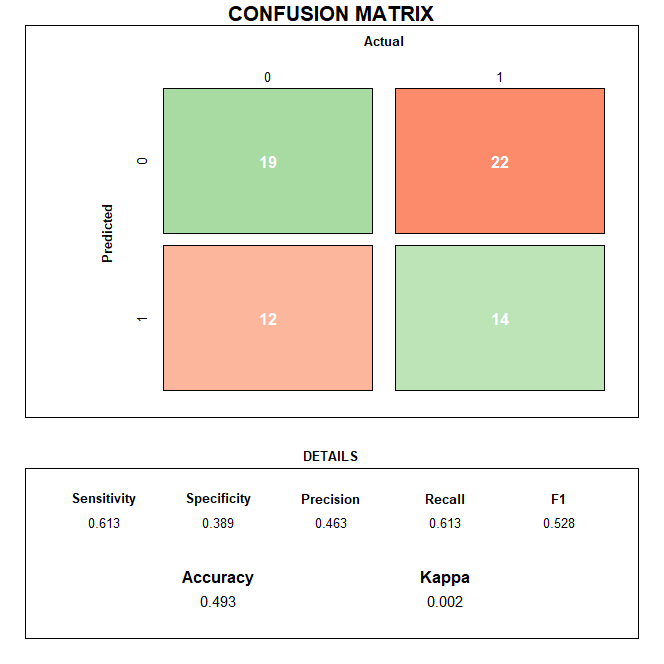 CONFUSION MATRIX
Actual
0 1
0 19 22
Predicted
1 12 14
DETAILS
Sensitivity Specificity Precision Recall F1
0.613 0.389 0.463 0.613 0.528
Accuracy Kappa
0.493 0.002